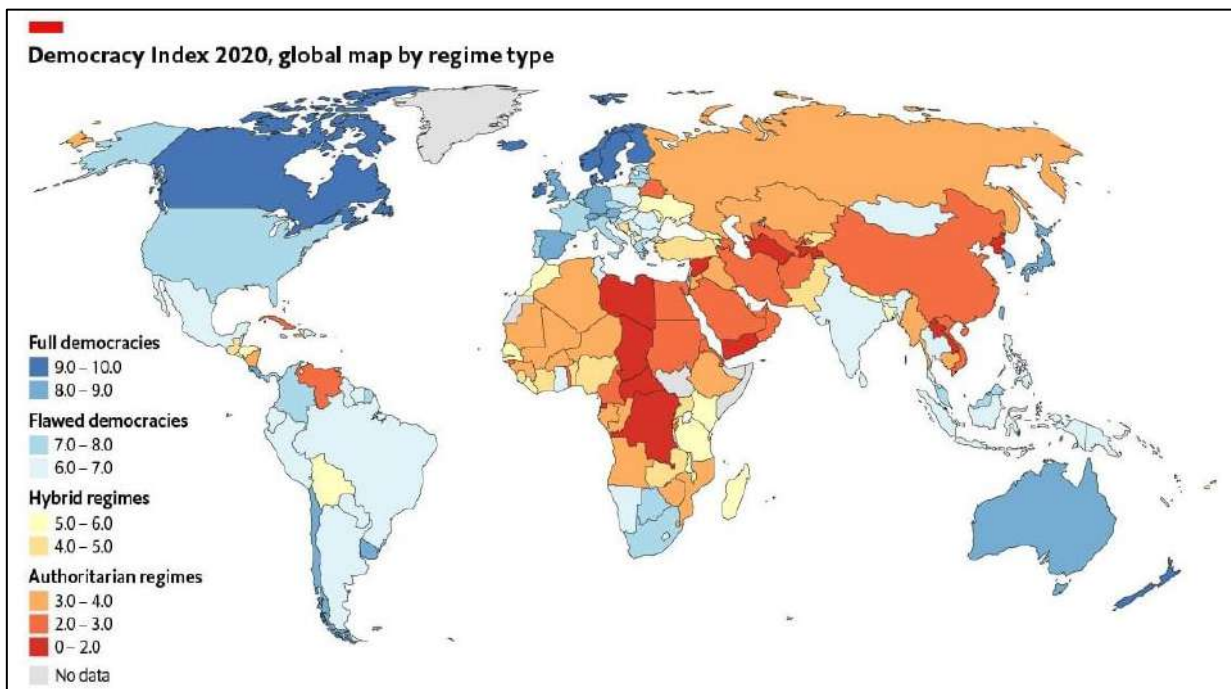 Democracy Index 2020, global map by regime type
Full democracies
9.0 – 10.0
8.0 – 9.0
Flawed democracies
7.0 – 8.0
6.0 – 7.0
Hybrid regimes
5.0 – 6.0
4.0 – 5.0
Authoritarian regimes
3.0 – 4.0
2.0 – 3.0
0 – 2.0
No data